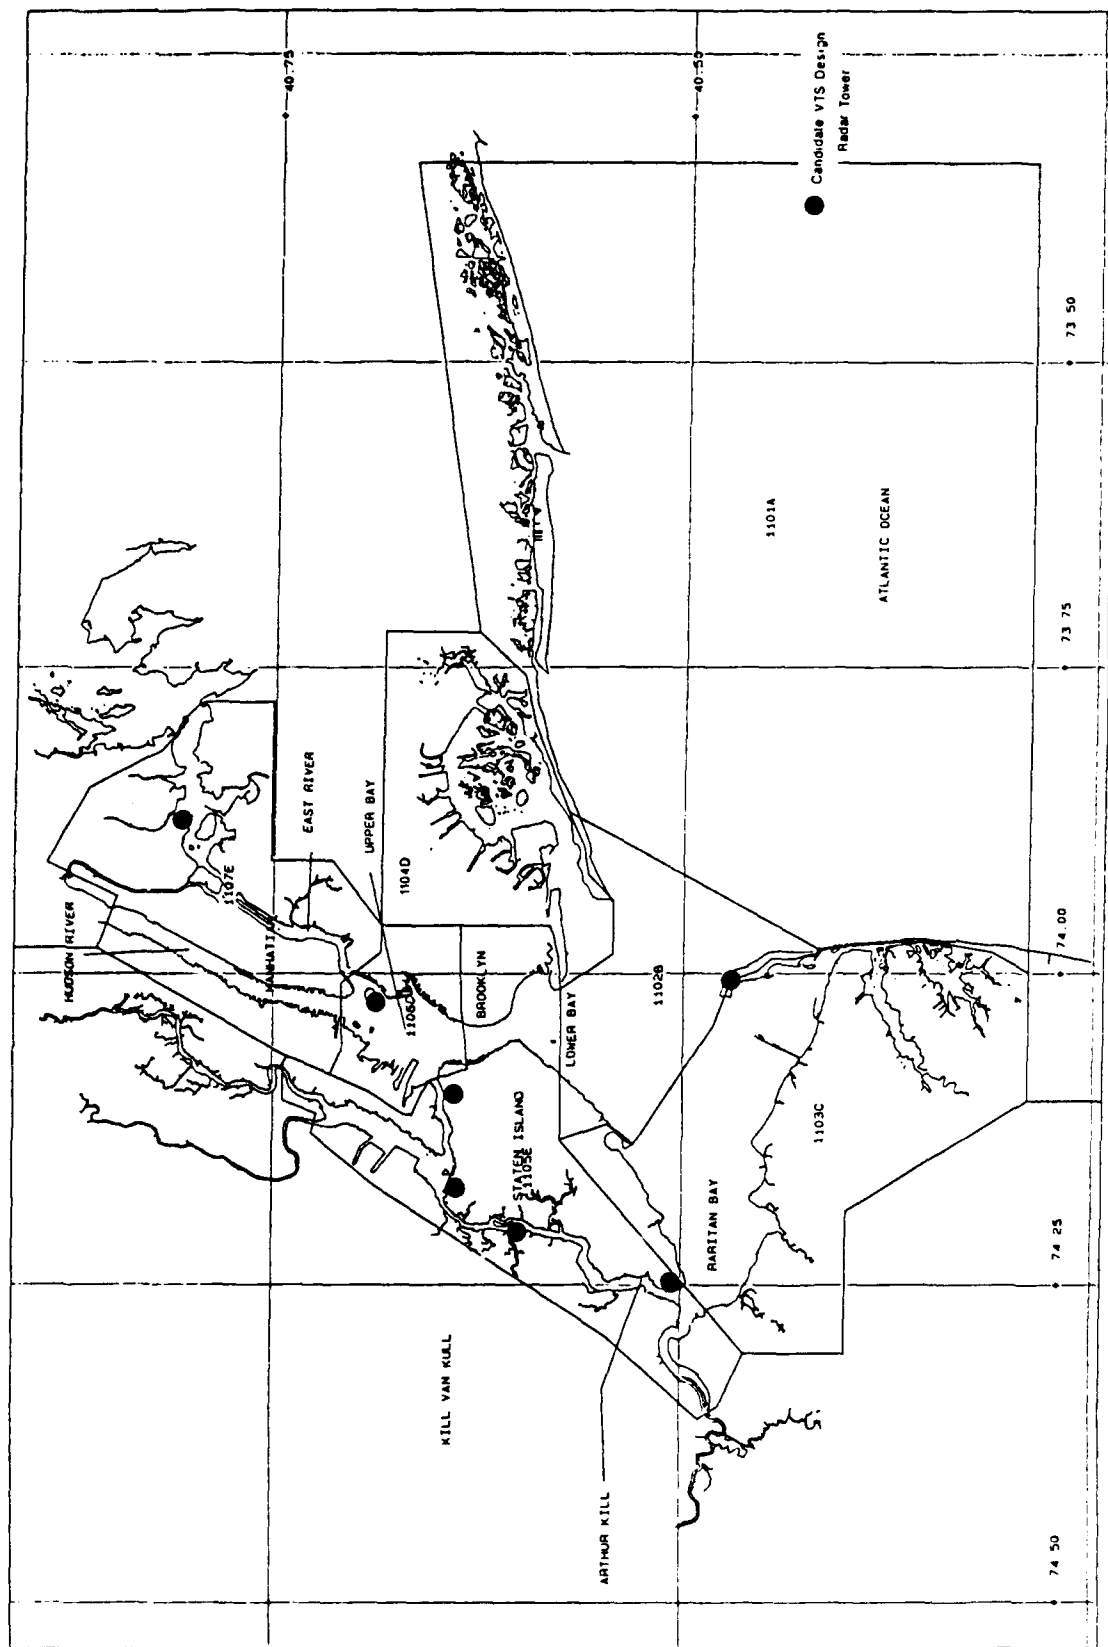 40.75
40.50
Candidate VTS Design
Radar Tower
73 50
1101A
ATLANTIC OCEAN
73 75
EAST RIVER
UPPER BAY
1104D
1107E
HUDSON RIVER
BROOKLYN
LOWER BAY
1102B
74.00
STATEN ISLAND
1105E
1103C
RARITAN BAY
74 25
KILL VAN KULL
ARTHUR KILL
74 50